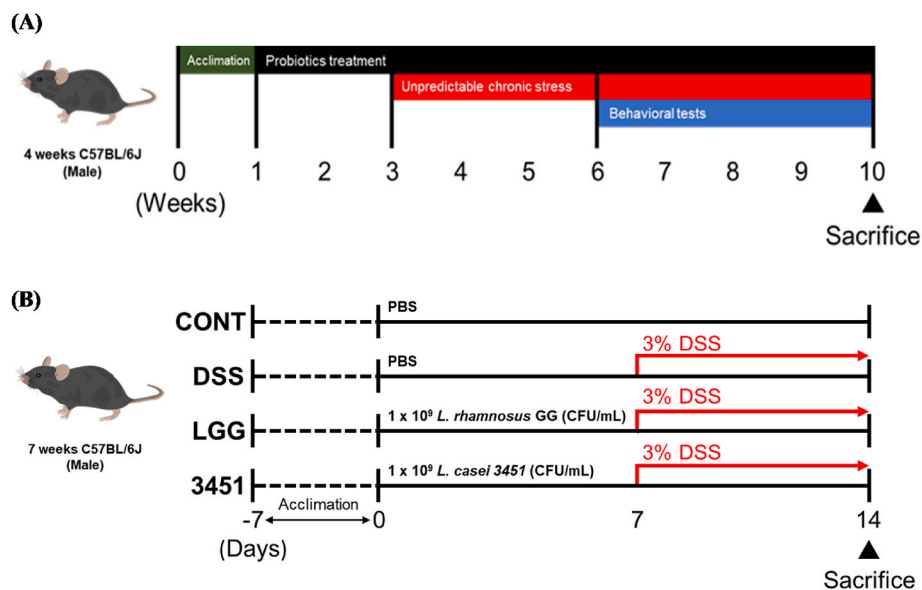 (A)
Acclimation Probiotics treatment
Unpredictable chronic stress
Behavioral tests
4 weeks C57BL/6J
(Male)
0 1 2 3 4 5 6 7 8 9 10
(Weeks)
Sacrifice
(B)
CONT PBS
DSS PBS 3% DSS
LGG 1 x 10⁹ L. rhamnosus GG (CFU/mL) 3% DSS
3451 1 x 10⁹ L. casei 3451 (CFU/mL) 3% DSS
7 weeks C57BL/6J
(Male)
Acclimation
-7 0 7 14
(Days)
Sacrifice